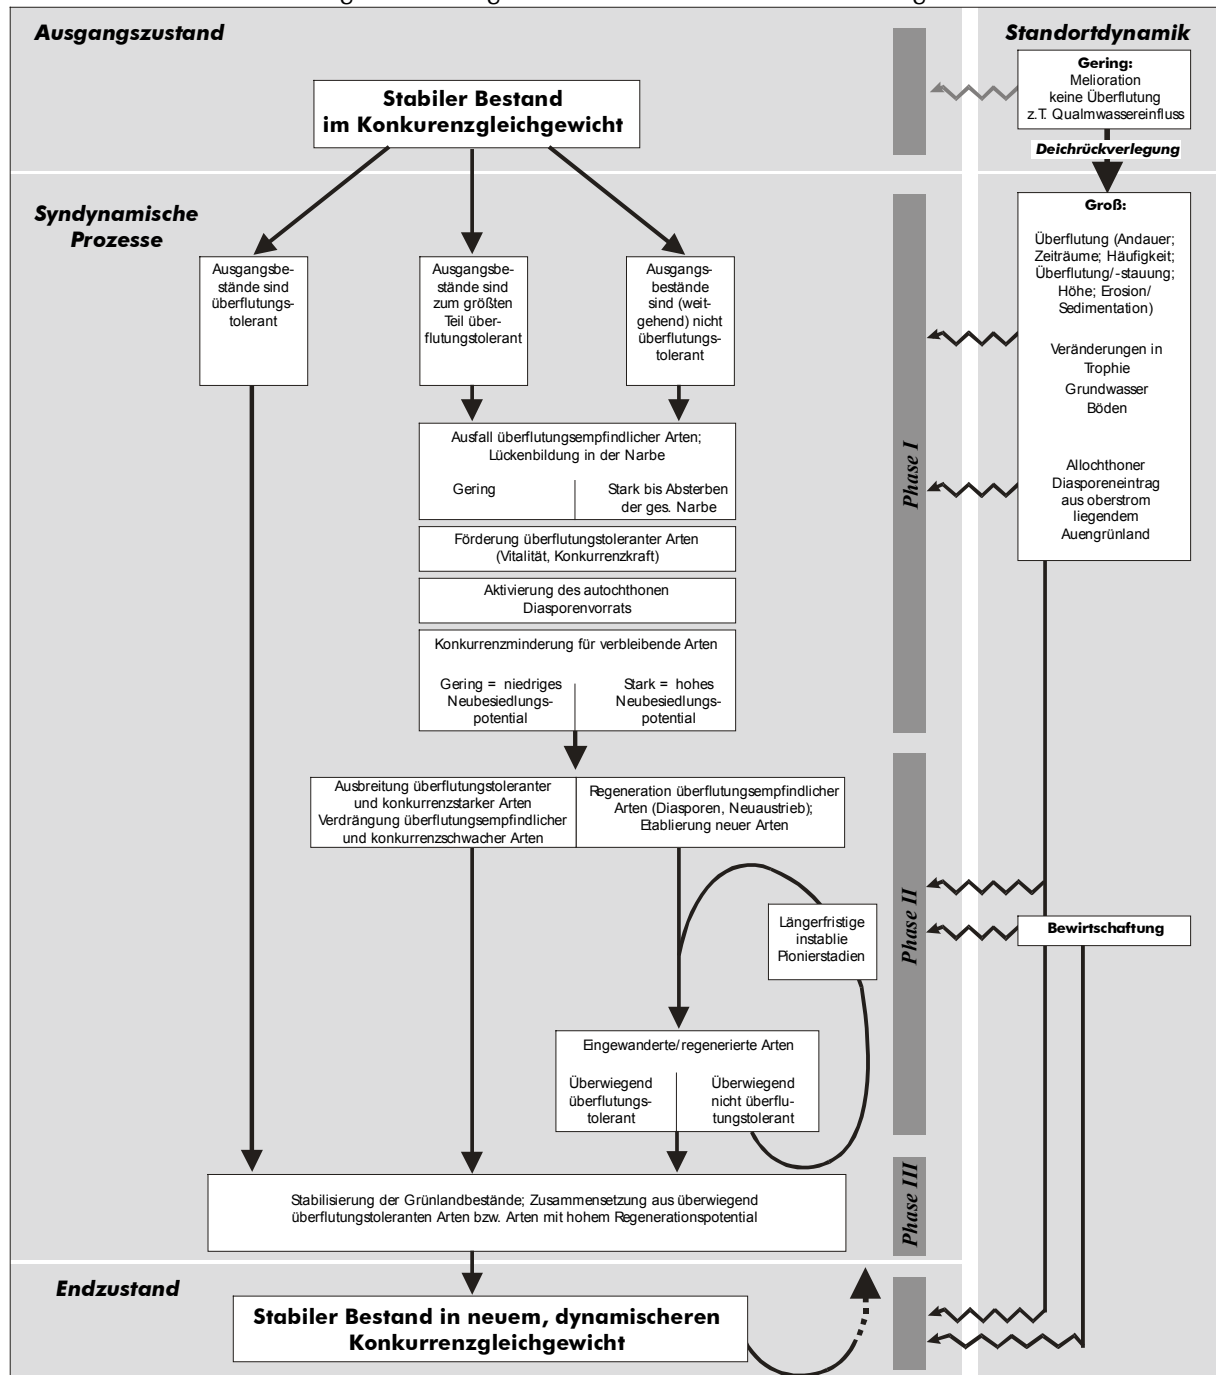 Ausgangszustand
Stabiler Bestand
im Konkurenzgleichgewicht
Standortdynamik
Gering:
Melioration
keine Überflutung
z.T. Qualmwassereinfluss
Deichrückverlegung
Syndynamische
Prozesse
Ausgangsbe-
stände sind
überflutungs-
tolerant
Ausgangsbe-
stände sind
zum größten
Teil über-
flutungstolerant
Ausgangs-
bestände
sind (weit-
gehend) nicht
überflutungs-
tolerant
Groß:
Überflutung (Andauer;
Zeiträume; Häufigkeit;
Überflutung/-stauung;
Höhe; Erosion/
Sedimentation)
Veränderungen in
Trophie
Grundwasser
Böden
Allochthoner
Diasporeneintrag
aus oberstrom
liegendem
Auengrünland
Ausfall überflutungsempfindlicher Arten;
Lückenbildung in der Narbe
Gering
Stark bis Absterben
der ges. Narbe
Förderung überflutungstoleranter Arten
(Vitalität, Konkurrenzkraft)
Aktivierung des autochthonen
Diasporenvorrats
Konkurrenzminderung für verbleibende Arten
Gering = niedriges
Neubesiedlungs-
potential
Stark = hohes
Neubesiedlungs-
potential
Phase I
Ausbreitung überflutungstoleranter
und konkurrenzstarker Arten
Verdrängung überflutungsempfindlicher
und konkurrenzschwacher Arten
Regeneration überflutungsempfindlicher
Arten (Diasporen, Neuaustrieb);
Etablierung neuer Arten
Längerfristige
instablie
Pionierstadien
Phase II
Bewirtschaftung
Eingewanderte/regenerierte Arten
Überwiegend
überflutungs-
tolerant
Überwiegend
nicht überflu-
tungstolerant
Stabilisierung der Grünlandbestände; Zusammensetzung aus überwiegend
überflutungstoleranten Arten bzw. Arten mit hohem Regenerationspotential
Phase III
Endzustand
Stabiler Bestand in neuem, dynamischeren
Konkurrenzgleichgewicht